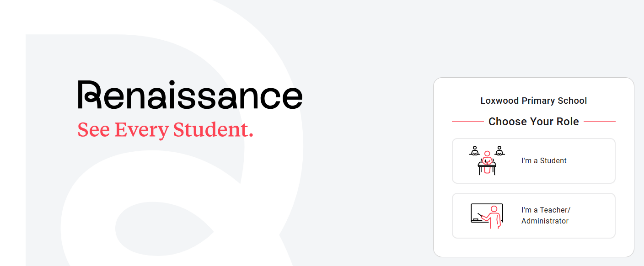 Renaissance
See Every Student.
Loxwood Primary School
Choose Your Role
I'm a Student
I'm a Teacher/
Administrator